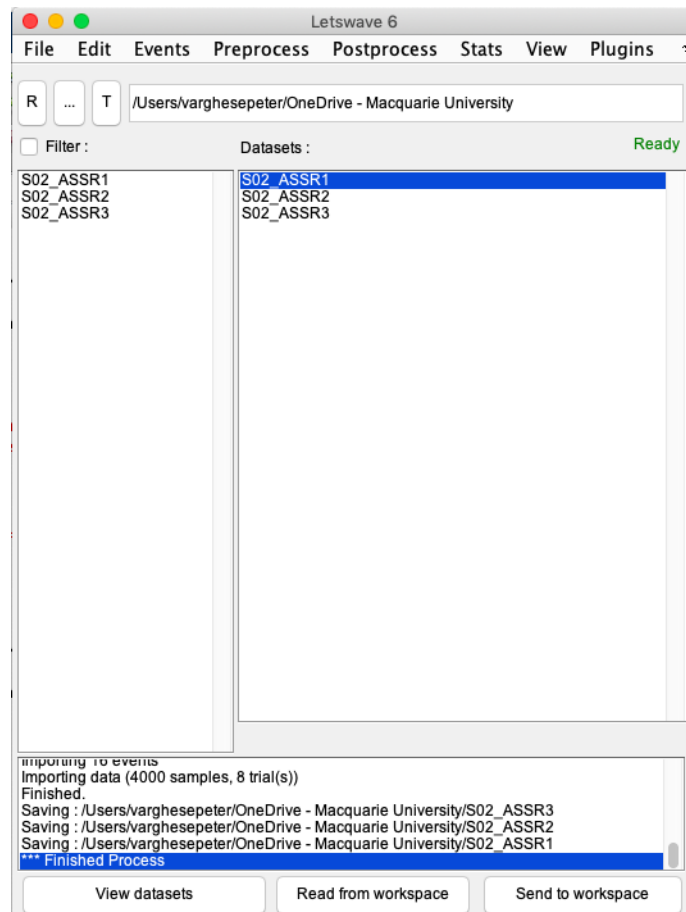 Letswave 6
File Edit Events Preprocess Postprocess Stats View Plugins
R ... T /Users/varghesepeter/OneDrive - Macquarie University
Filter : Datasets : Ready
S02_ASSR1 S02_ASSR1
S02_ASSR2 S02_ASSR2
S02_ASSR3 S02_ASSR3
Importing 16 events
Importing data (4000 samples, 8 trial(s))
Finished.
Saving : /Users/varghesepeter/OneDrive - Macquarie University/S02_ASSR3
Saving : /Users/varghesepeter/OneDrive - Macquarie University/S02_ASSR2
Saving : /Users/varghesepeter/OneDrive - Macquarie University/S02_ASSR1
*** Finished Process
View datasets Read from workspace Send to workspace